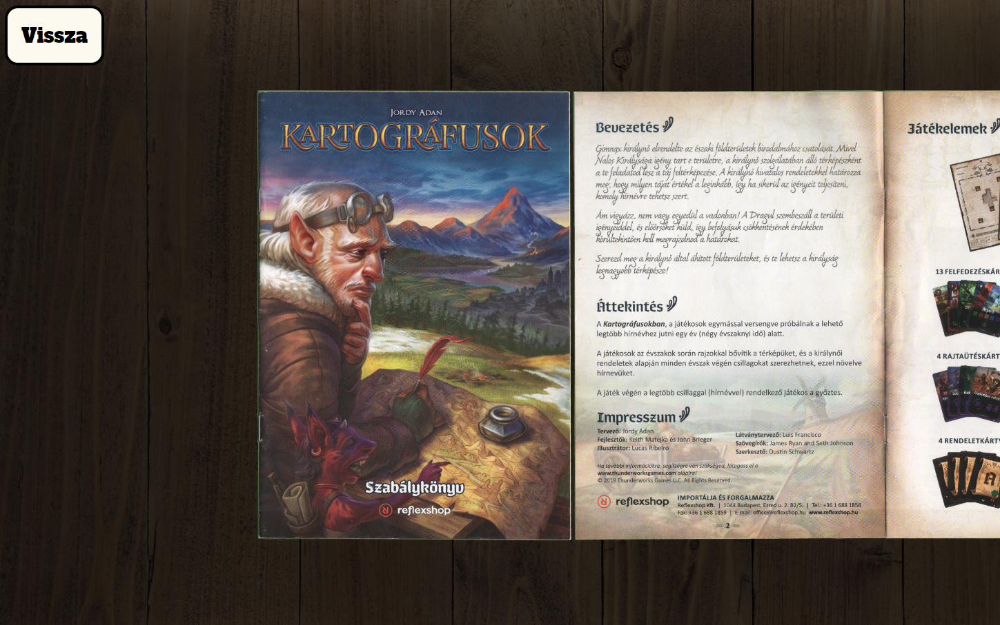 Vissza
JORDY ADAN
KARTOGRÁFUSOK
Szabálykönyv
reflexshop
Bevezetés
Gimnax királynő elrendelte az északi földterületek birodalmához csatolását. Mivel
Nalos Királysága igény tart e területre, a királynő szolgálatában álló térképészként
a te feladatod lesz a táj feltérképezése. A királynő hivatalos rendeletekkel határozza
meg, hogy milyen tájat értékel a leginkább, így ha sikerül az igényeit teljesíteni,
komoly hírnévre tehetsz szert.
Ám vigyázz, nem vagy egyedül a vadonban! A Dragul szembeszáll a területi
igényeiddel, és előőrsöket küld, így befolyásuk csökkentésének érdekében
körültekintően kell megrajzolnod a határokat.
Szerezd meg a királynő által áhított földterületeket, és te lehetsz a királyság
legnagyobb térképésze!
Áttekintés
A Kartográfusokban, a játékosok egymással versengve próbálnak a lehető
legtöbb hírnévhez jutni egy év (négy évszaknyi idő) alatt.
A játékosok az évszakok során rajzokkal bővítik a térképüket, és a királynői
rendeletek alapján minden évszak végén csillagokat szerezhetnek, ezzel növelve
hírnevüket.
A játék végén a legtöbb csillaggal (hírnévvel) rendelkező játékos a győztes.
Impresszum
Tervező: Jordy Adan
Fejlesztők: Keith Matejka és John Brieger
Illusztrátor: Lucas Ribeiro
Látványtervező: Luis Francisco
Szövegírók: James Ryan and Seth Johnson
Szerkesztő: Dustin Schwartz
Ha további információkra, segítségre van szükséged, látogass el a
www.thunderworksgames.com oldalra!
© 2019 Thunderworks Games LLC. All Rights Reserved.
reflexshop
IMPORTÁLJA ÉS FORGALMAZZA
Reflexshop Kft. | 1044 Budapest, Ezred u. 2. B2/5. | Tel.: +36 1 688 1858
Fax: +36 1 688 1859 | E-mail: office@reflexshop.hu www.reflexshop.hu
2
Játékelemek
13 FELFEDEZÉSKÁR
4 RAJTAÜTÉSKÁRT
4 RENDELETKÁRTY
A